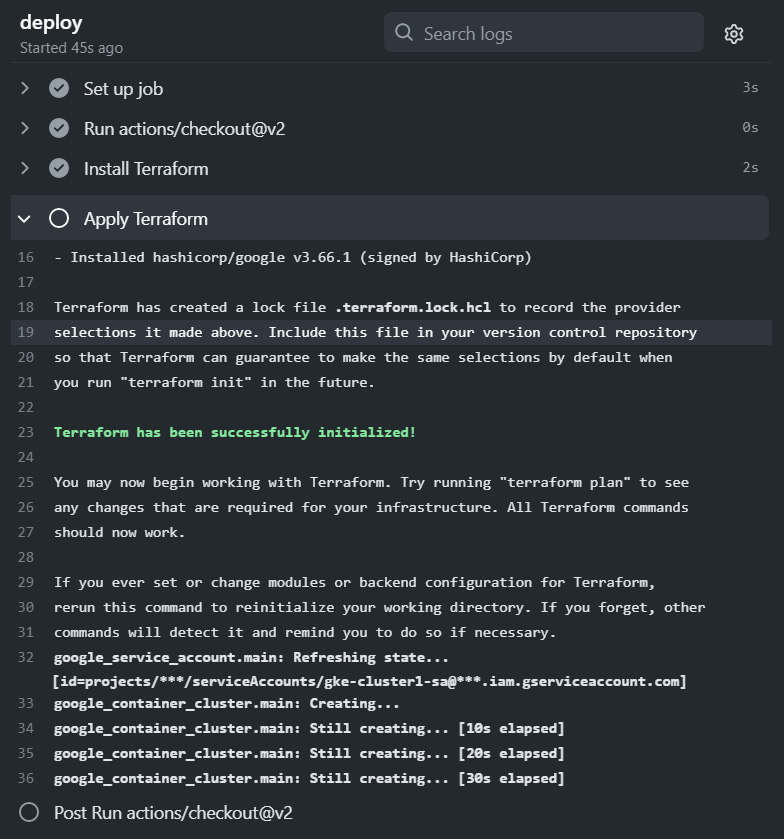 deploy
Started 45s ago
Search logs
Set up job 3s
Run actions/checkout@v2 0s
Install Terraform 2s
Apply Terraform
16 - Installed hashicorp/google v3.66.1 (signed by HashiCorp)
17
18 Terraform has created a lock file .terraform.lock.hcl to record the provider
19 selections it made above. Include this file in your version control repository
20 so that Terraform can guarantee to make the same selections by default when
21 you run "terraform init" in the future.
22
23 Terraform has been successfully initialized!
24
25 You may now begin working with Terraform. Try running "terraform plan" to see
26 any changes that are required for your infrastructure. All Terraform commands
27 should now work.
28
29 If you ever set or change modules or backend configuration for Terraform,
30 rerun this command to reinitialize your working directory. If you forget, other
31 commands will detect it and remind you to do so if necessary.
32 google_service_account.main: Refreshing state...
[id=projects/***/serviceAccounts/gke-cluster1-sa@***.iam.gserviceaccount.com]
33 google_container_cluster.main: Creating...
34 google_container_cluster.main: Still creating... [10s elapsed]
35 google_container_cluster.main: Still creating... [20s elapsed]
36 google_container_cluster.main: Still creating... [30s elapsed]
Post Run actions/checkout@v2